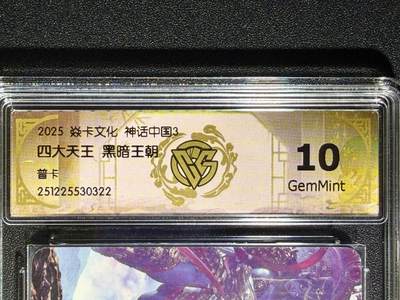 2025 焱卡文化 神话中国3
四大天王 黑暗王朝
普卡
251225530322
10
GemMint